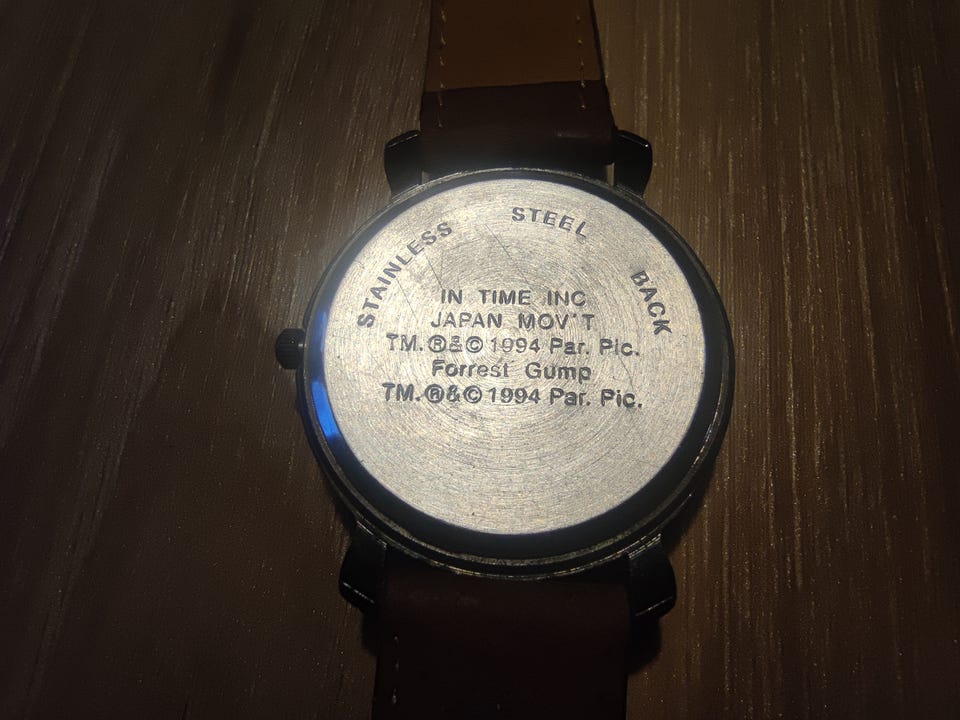 STAINLESS STEEL BACK
IN TIME INC
JAPAN MOV'T
TM.®&©1994 Par. Pic.
Forrest Gump
TM.®&©1994 Par. Pic.